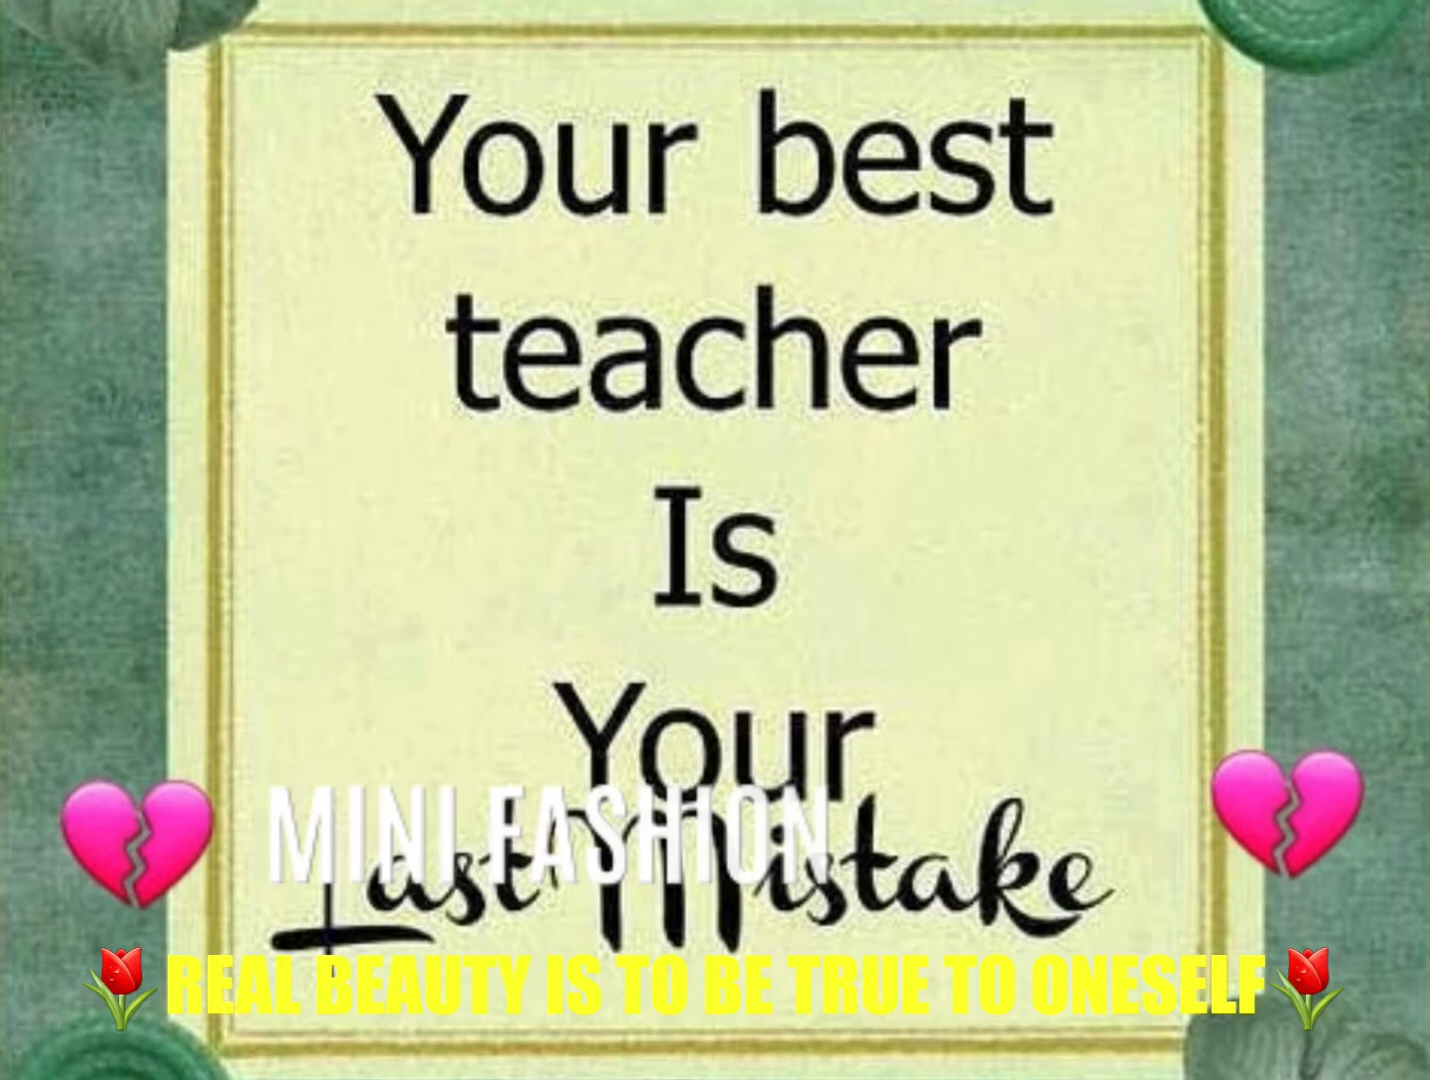 Your best
teacher
Is
Your
MINI FASHION
Last Mistake
REAL BEAUTY IS TO BE TRUE TO ONESELF